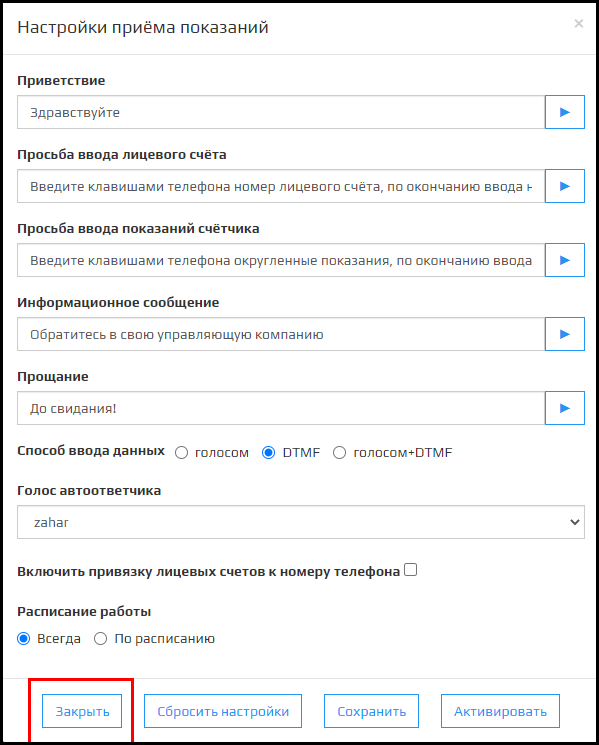 Настройки приёма показаний ×
Приветствие
Здравствуйте
Просьба ввода лицевого счёта
Введите клавишами телефона номер лицевого счёта, по окончанию ввода н
Просьба ввода показаний счётчика
Введите клавишами телефона округленные показания, по окончанию ввода
Информационное сообщение
Обратитесь в свою управляющую компанию
Прощание
До свидания!
Способ ввода данных голосом DTMF голосом+DTMF
Голос автоответчика
zahar
Включить привязку лицевых счетов к номеру телефона
Расписание работы
Всегда По расписанию
Закрыть Сбросить настройки Сохранить Активировать